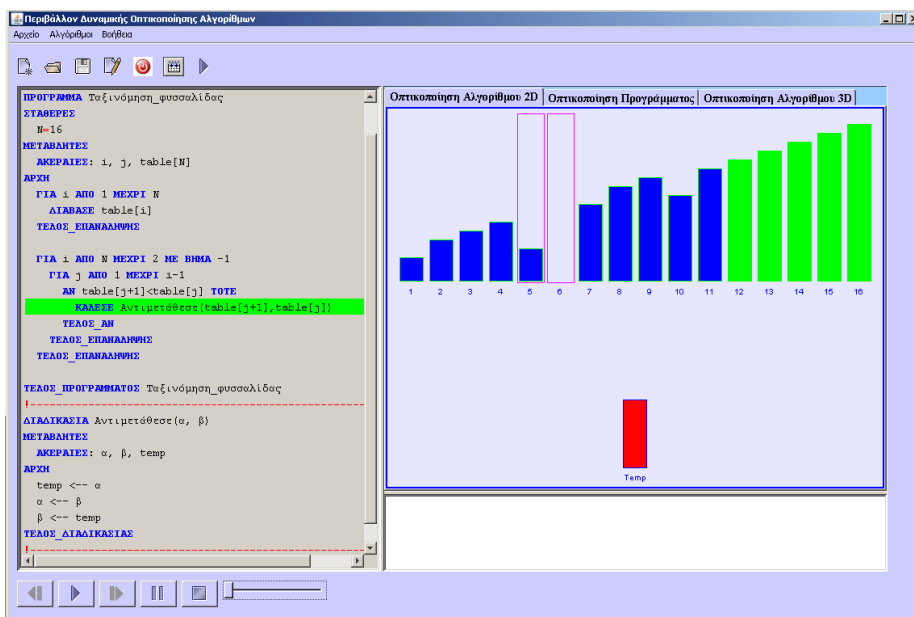 Περιβάλλον Δυναμικής Οπτικοποίησης Αλγορίθμων
Αρχείο Αλγόριθμοι Βοήθεια
ΠΡΟΓΡΑΜΜΑ Ταξινόμηση_φυσσαλίδας
ΣΤΑΘΕΡΕΣ
N=16
ΜΕΤΑΒΛΗΤΕΣ
ΑΚΕΡΑΙΕΣ: i, j, table[N]
ΑΡΧΗ
ΓΙΑ i ΑΠΟ 1 ΜΕΧΡΙ N
ΔΙΑΒΑΣΕ table[i]
ΤΕΛΟΣ_ΕΠΑΝΑΛΗΨΗΣ
ΓΙΑ i ΑΠΟ N ΜΕΧΡΙ 2 ΜΕ ΒΗΜΑ -1
ΓΙΑ j ΑΠΟ 1 ΜΕΧΡΙ i-1
ΑΝ table[j+1]<table[j] ΤΟΤΕ
ΚΑΛΕΣΕ Αντιμετάθεσε(table[j+1],table[j])
ΤΕΛΟΣ_ΑΝ
ΤΕΛΟΣ_ΕΠΑΝΑΛΗΨΗΣ
ΤΕΛΟΣ_ΕΠΑΝΑΛΗΨΗΣ
ΤΕΛΟΣ_ΠΡΟΓΡΑΜΜΑΤΟΣ Ταξινόμηση_φυσσαλίδας
!----------------------------------------
ΔΙΑΔΙΚΑΣΙΑ Αντιμετάθεσε(α, β)
ΜΕΤΑΒΛΗΤΕΣ
ΑΚΕΡΑΙΕΣ: α, β, temp
ΑΡΧΗ
temp <-- α
α <-- β
β <-- temp
ΤΕΛΟΣ_ΔΙΑΔΙΚΑΣΙΑΣ
!----------------------------------------
Οπτικοποίηση Αλγορίθμου 2D Οπτικοποίηση Προγράμματος Οπτικοποίηση Αλγορίθμου 3D
1 2 3 4 5 6 7 8 9 10 11 12 13 14 15 16
Temp